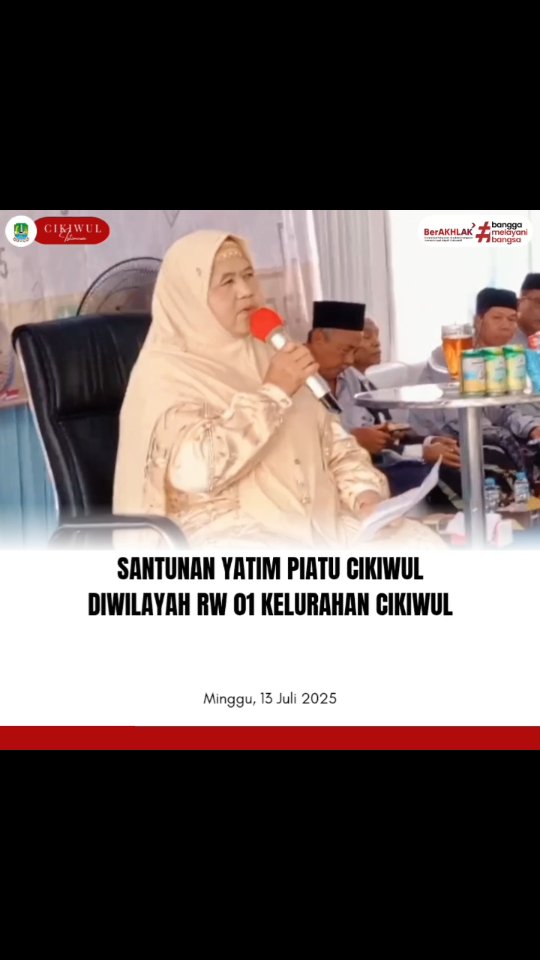 CIKIWUL
BerAKHLAK
#bangga
melayani
bangsa
SANTUNAN YATIM PIATU CIKIWUL
DIWILAYAH RW 01 KELURAHAN CIKIWUL
Minggu, 13 Juli 2025